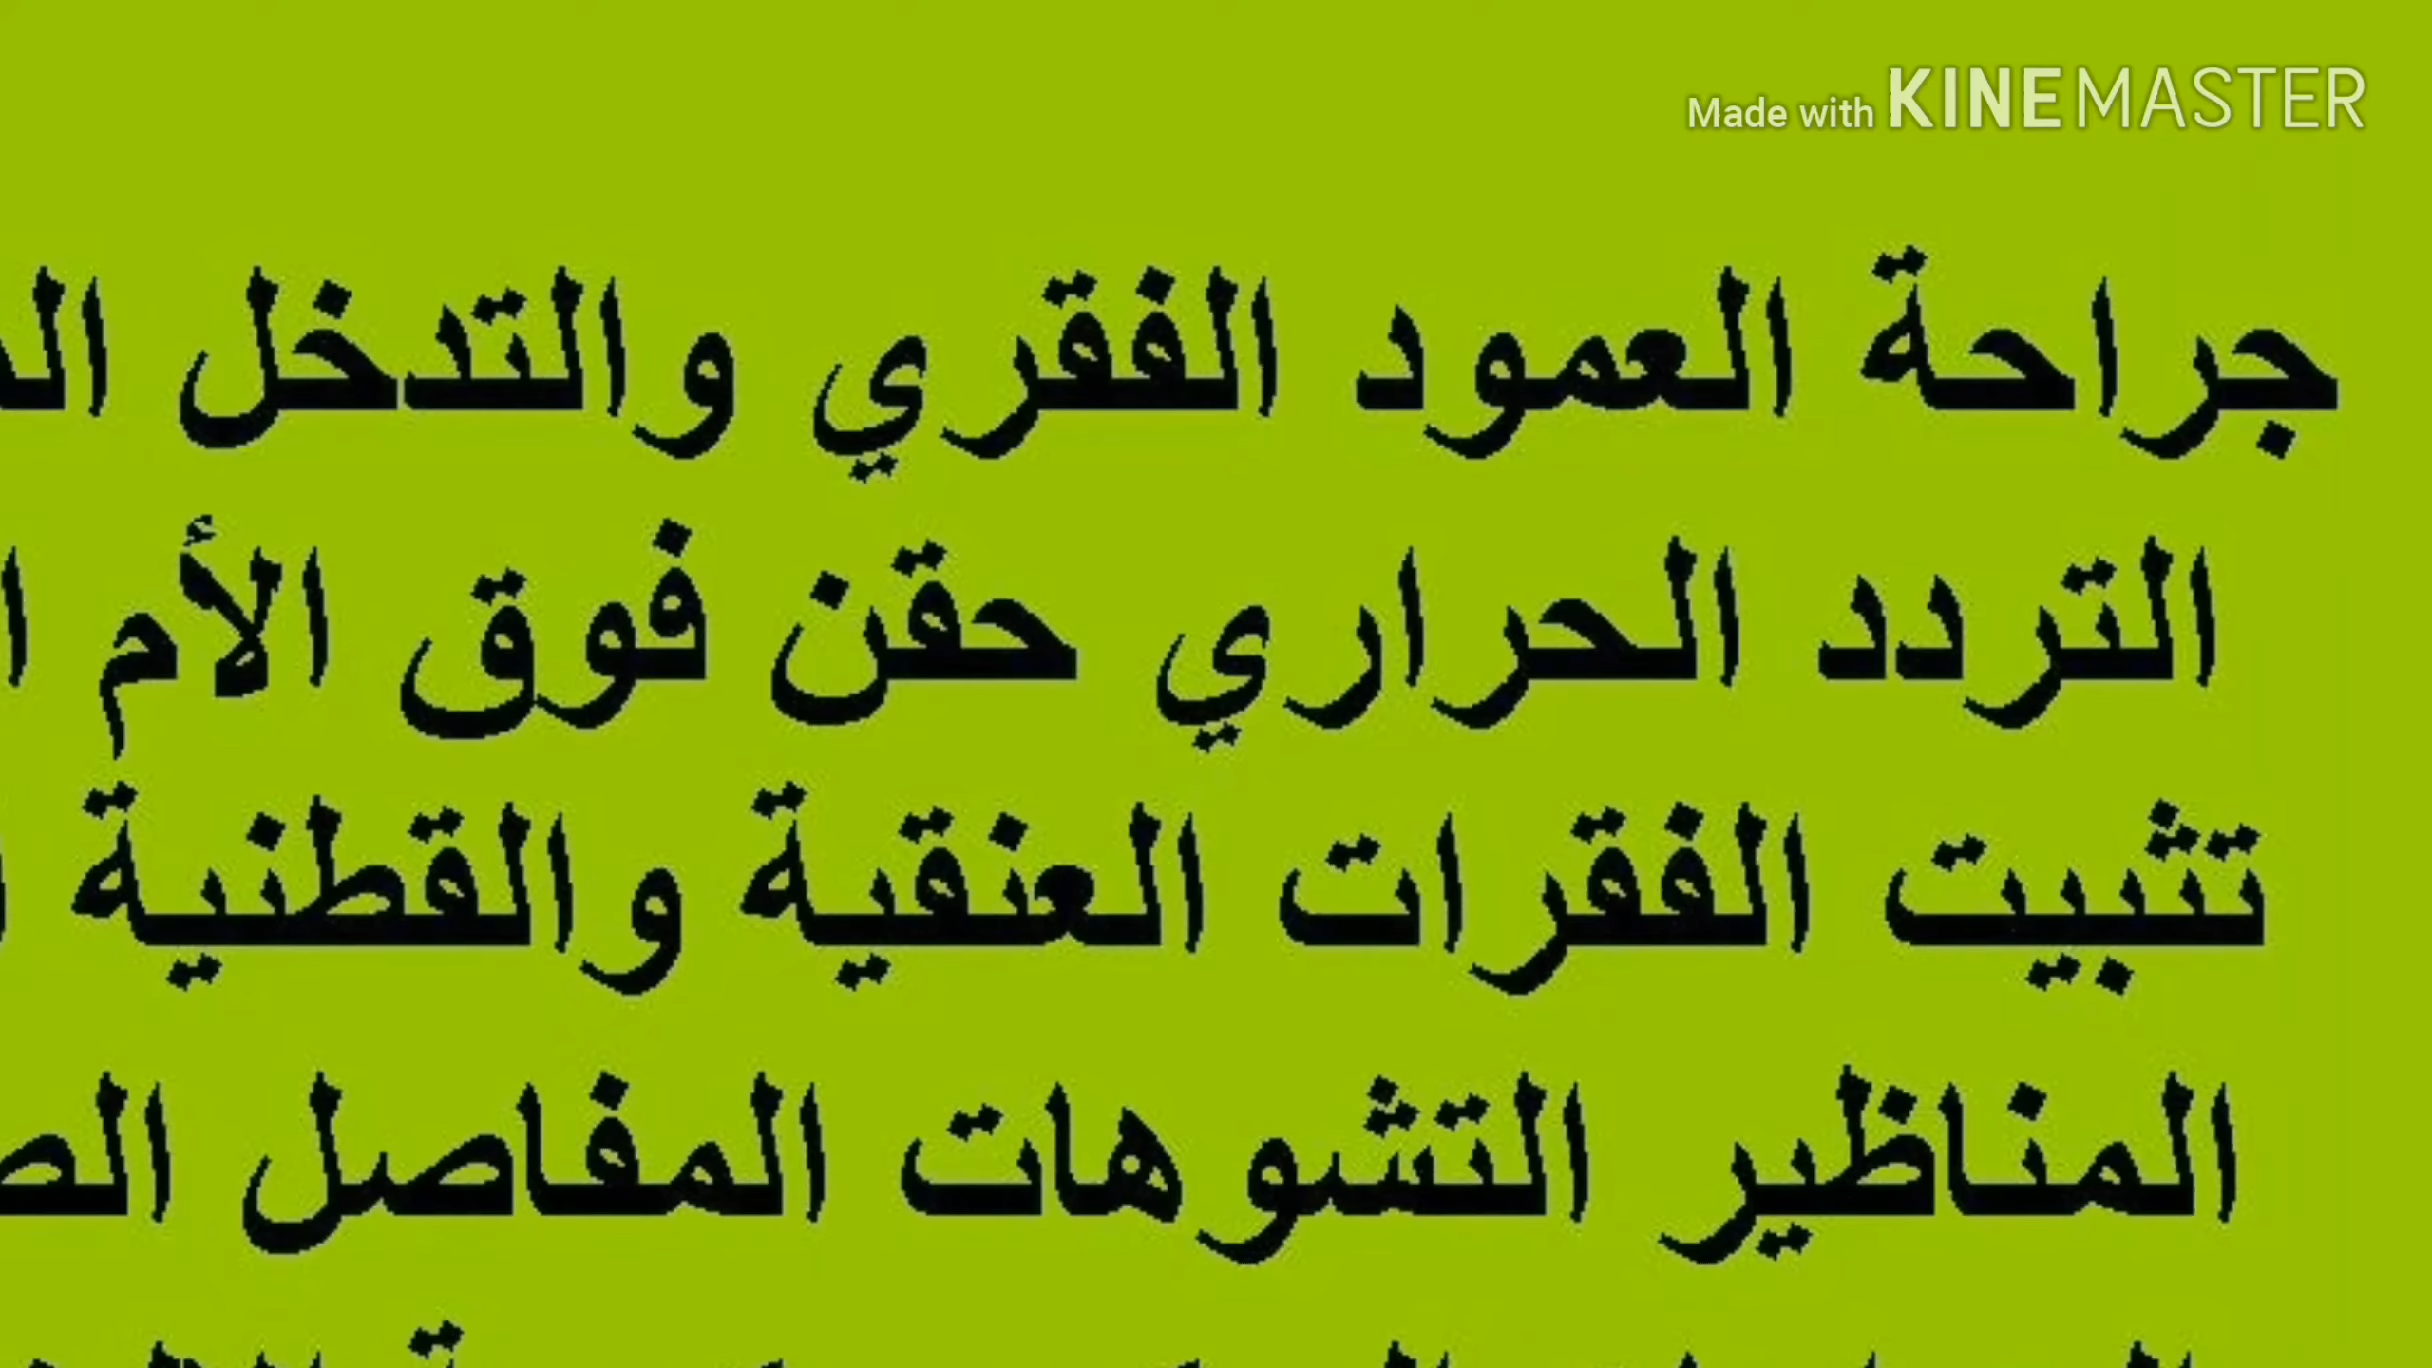 Made with KINEMASTER
جراحة العمود الفقري والتدخل
التردد الحراري حقن فوق الأم
تثبيت الفقرات العنقية والقطنية
المناظير التشوهات المفاصل